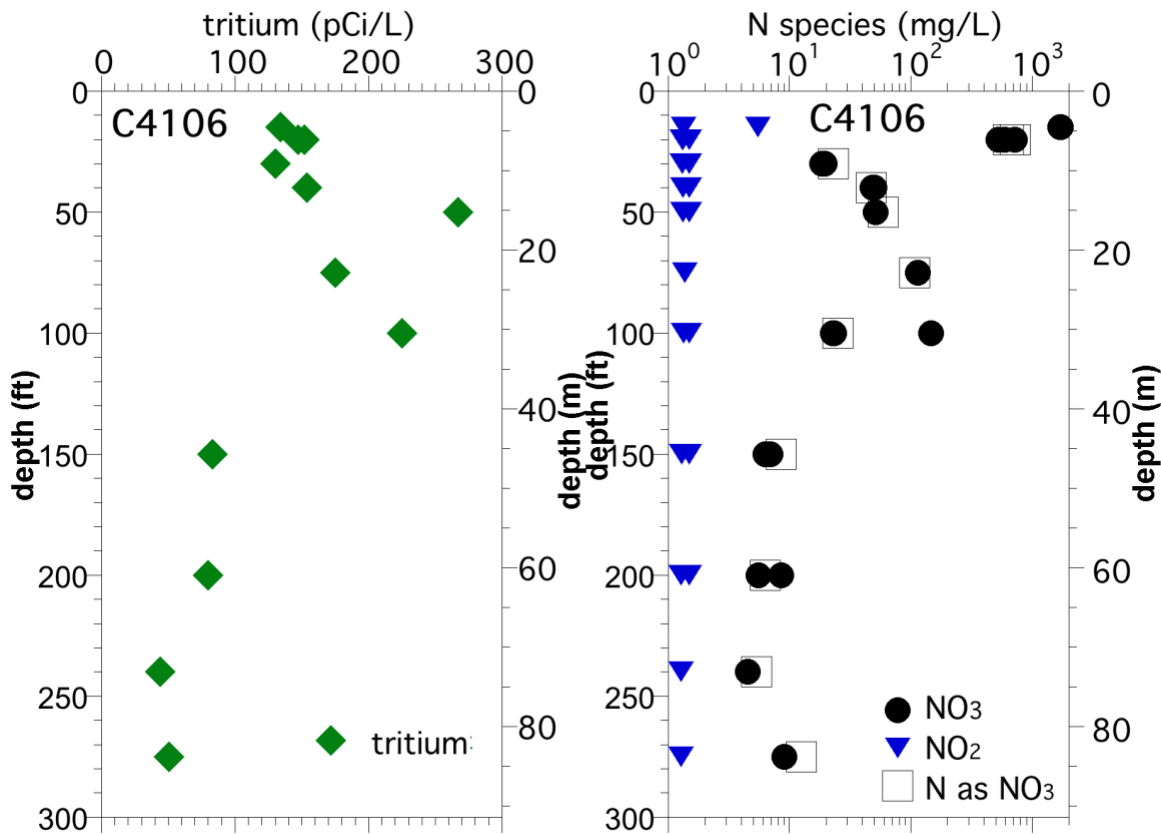 tritium (pCi/L)
0 100 200 300
C4106
0
50
100
150
200
250
300
depth (ft)
0
20
40
60
80
depth (m)
tritium
N species (mg/L)
10⁰ 10¹ 10² 10³
C4106
0
50
100
150
200
250
300
depth (ft)
0
20
40
60
80
depth (m)
NO₃
NO₂
N as NO₃